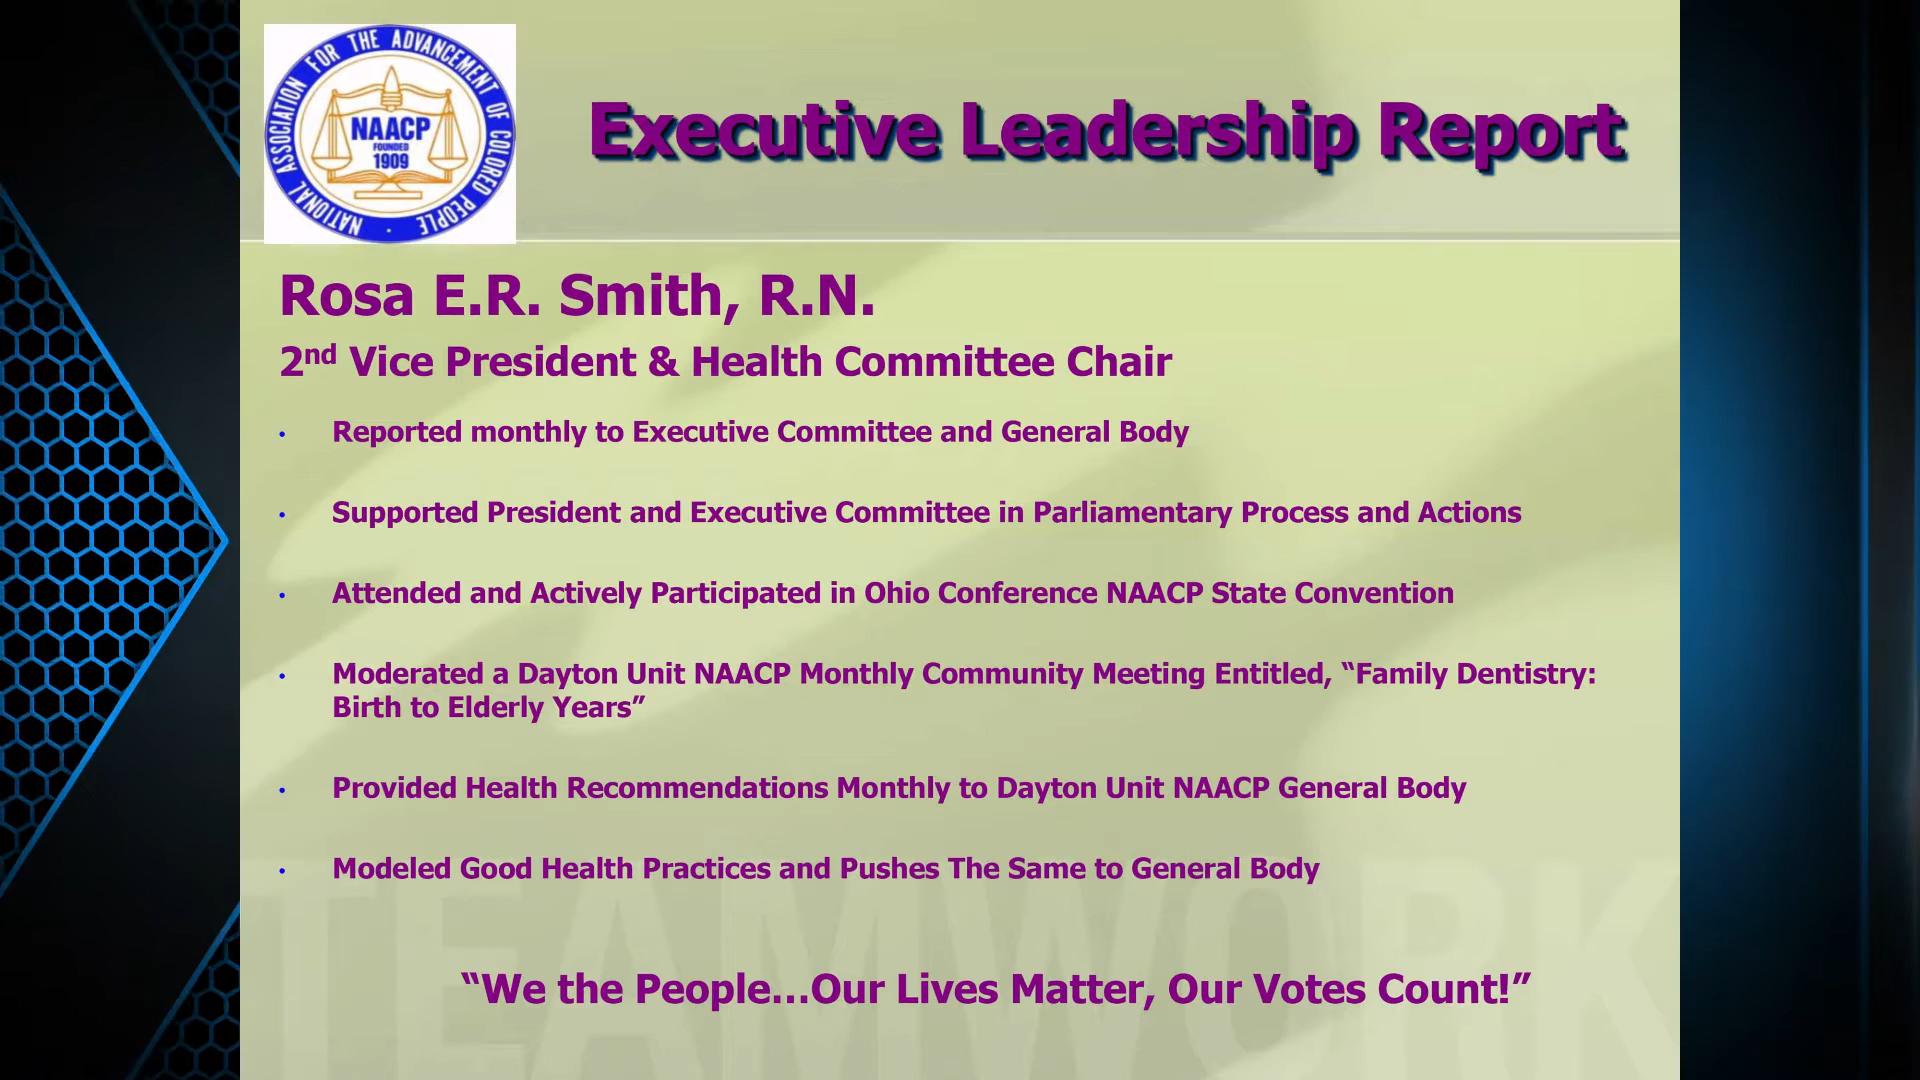 NATIONAL ASSOCIATION FOR THE ADVANCEMENT OF COLORED PEOPLE
NAACP
FOUNDED
1909
Executive Leadership Report
Rosa E.R. Smith, R.N.
2nd Vice President & Health Committee Chair
• Reported monthly to Executive Committee and General Body
• Supported President and Executive Committee in Parliamentary Process and Actions
• Attended and Actively Participated in Ohio Conference NAACP State Convention
• Moderated a Dayton Unit NAACP Monthly Community Meeting Entitled, “Family Dentistry:
Birth to Elderly Years”
• Provided Health Recommendations Monthly to Dayton Unit NAACP General Body
• Modeled Good Health Practices and Pushes The Same to General Body
“We the People...Our Lives Matter, Our Votes Count!”
TEAMWORK